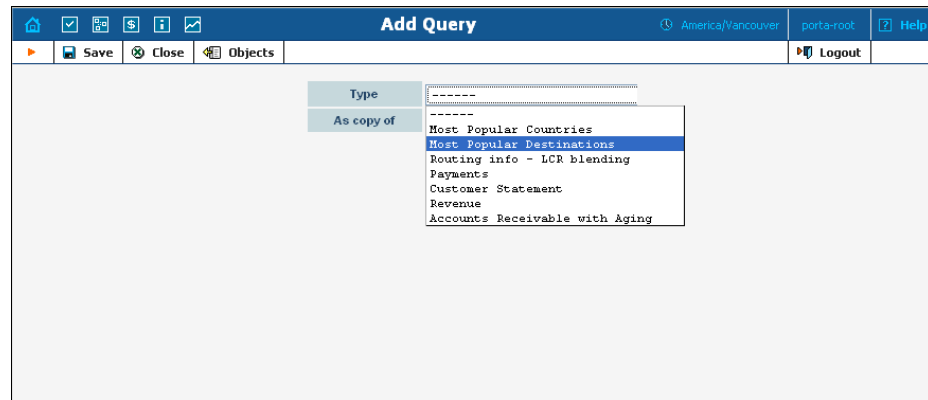 Add Query America/Vancouver porta-root ? Help
Save Close Objects Logout
Type ------
As copy of
------
Most Popular Countries
Most Popular Destinations
Routing info - LCR blending
Payments
Customer Statement
Revenue
Accounts Receivable with Aging